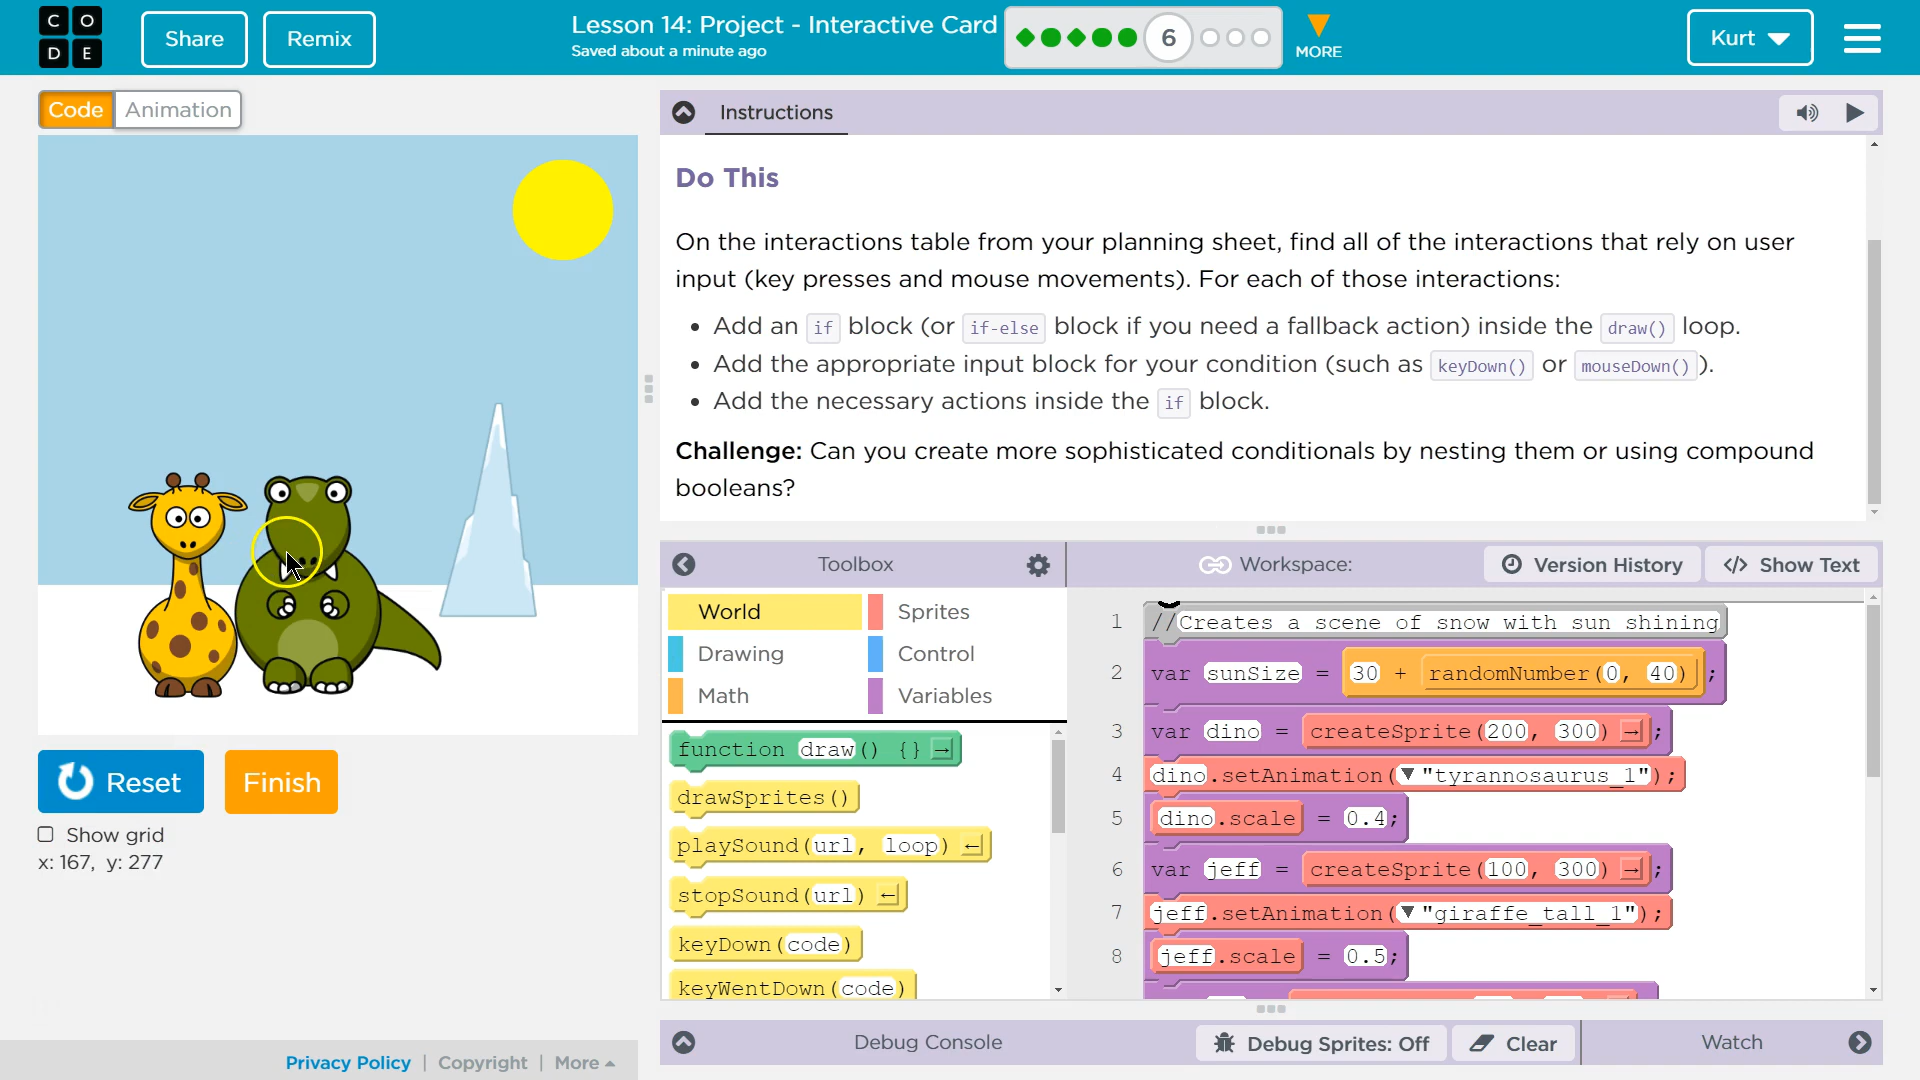 CODE
Share
Remix
Lesson 14: Project - Interactive Card
Saved about a minute ago
6
MORE
Kurt
Code
Animation
Instructions
Do This
On the interactions table from your planning sheet, find all of the interactions that rely on user
input (key presses and mouse movements). For each of those interactions:
• Add an if block (or if-else block if you need a fallback action) inside the draw() loop.
• Add the appropriate input block for your condition (such as keyDown() or mouseDown()).
• Add the necessary actions inside the if block.
Challenge: Can you create more sophisticated conditionals by nesting them or using compound
booleans?
Reset
Finish
Show grid
x: 167, y: 277
Toolbox
World
Sprites
Drawing
Control
Math
Variables
function draw() {} →
drawSprites()
playSound(url, loop) ←
stopSound(url) ←
keyDown(code)
keyWentDown(code)
Workspace:
Version History
</> Show Text
1 //Creates a scene of snow with sun shining
2 var sunSize = 30 + randomNumber(0, 40);
3 var dino = createSprite(200, 300) →;
4 dino.setAnimation(▼"tyrannosaurus_1");
5 dino.scale = 0.4;
6 var jeff = createSprite(100, 300) →;
7 jeff.setAnimation(▼"giraffe_tall_1");
8 jeff.scale = 0.5;
Debug Console
Debug Sprites: Off
Clear
Watch
Privacy Policy | Copyright | More